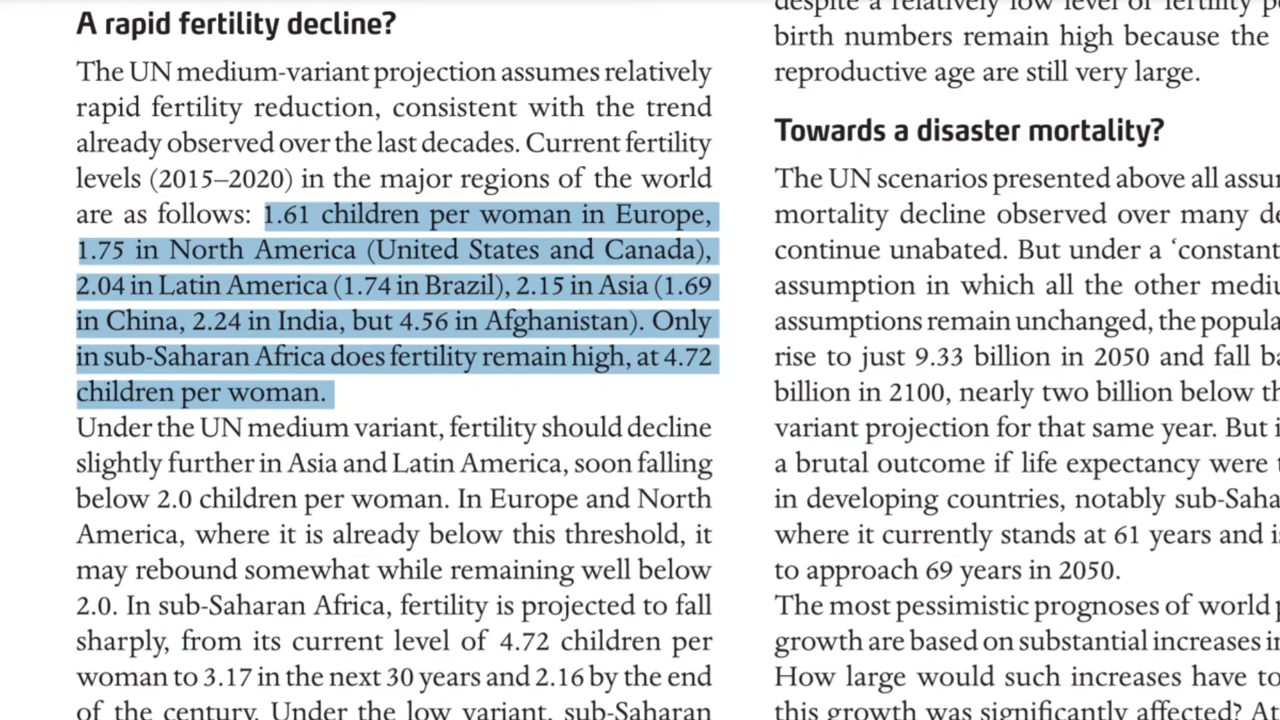 A rapid fertility decline?
The UN medium-variant projection assumes relatively
rapid fertility reduction, consistent with the trend
already observed over the last decades. Current fertility
levels (2015–2020) in the major regions of the world
are as follows: 1.61 children per woman in Europe,
1.75 in North America (United States and Canada),
2.04 in Latin America (1.74 in Brazil), 2.15 in Asia (1.69
in China, 2.24 in India, but 4.56 in Afghanistan). Only
in sub-Saharan Africa does fertility remain high, at 4.72
children per woman.
Under the UN medium variant, fertility should decline
slightly further in Asia and Latin America, soon falling
below 2.0 children per woman. In Europe and North
America, where it is already below this threshold, it
may rebound somewhat while remaining well below
2.0. In sub-Saharan Africa, fertility is projected to fall
sharply, from its current level of 4.72 children per
woman to 3.17 in the next 30 years and 2.16 by the end
of the century. Under the low variant, sub-Saharan
despite a relatively low level of fertility
birth numbers remain high because the
reproductive age are still very large.
Towards a disaster mortality?
The UN scenarios presented above all
mortality decline observed over many
continue unabated. But under a ‘constant
assumption in which all the other
assumptions remain unchanged, the
rise to just 9.33 billion in 2050 and fall
billion in 2100, nearly two billion below
variant projection for that same year. But
a brutal outcome if life expectancy were
in developing countries, notably
where it currently stands at 61 years and
to approach 69 years in 2050.
The most pessimistic prognoses of world
growth are based on substantial increases
How large would such increases have to
this growth was significantly affected? At